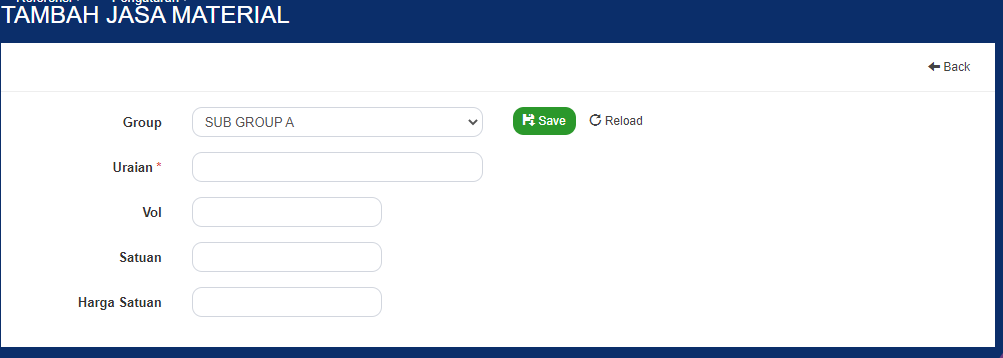 TAMBAH JASA MATERIAL
Back
Group SUB GROUP A Save Reload
Uraian *
Vol
Satuan
Harga Satuan